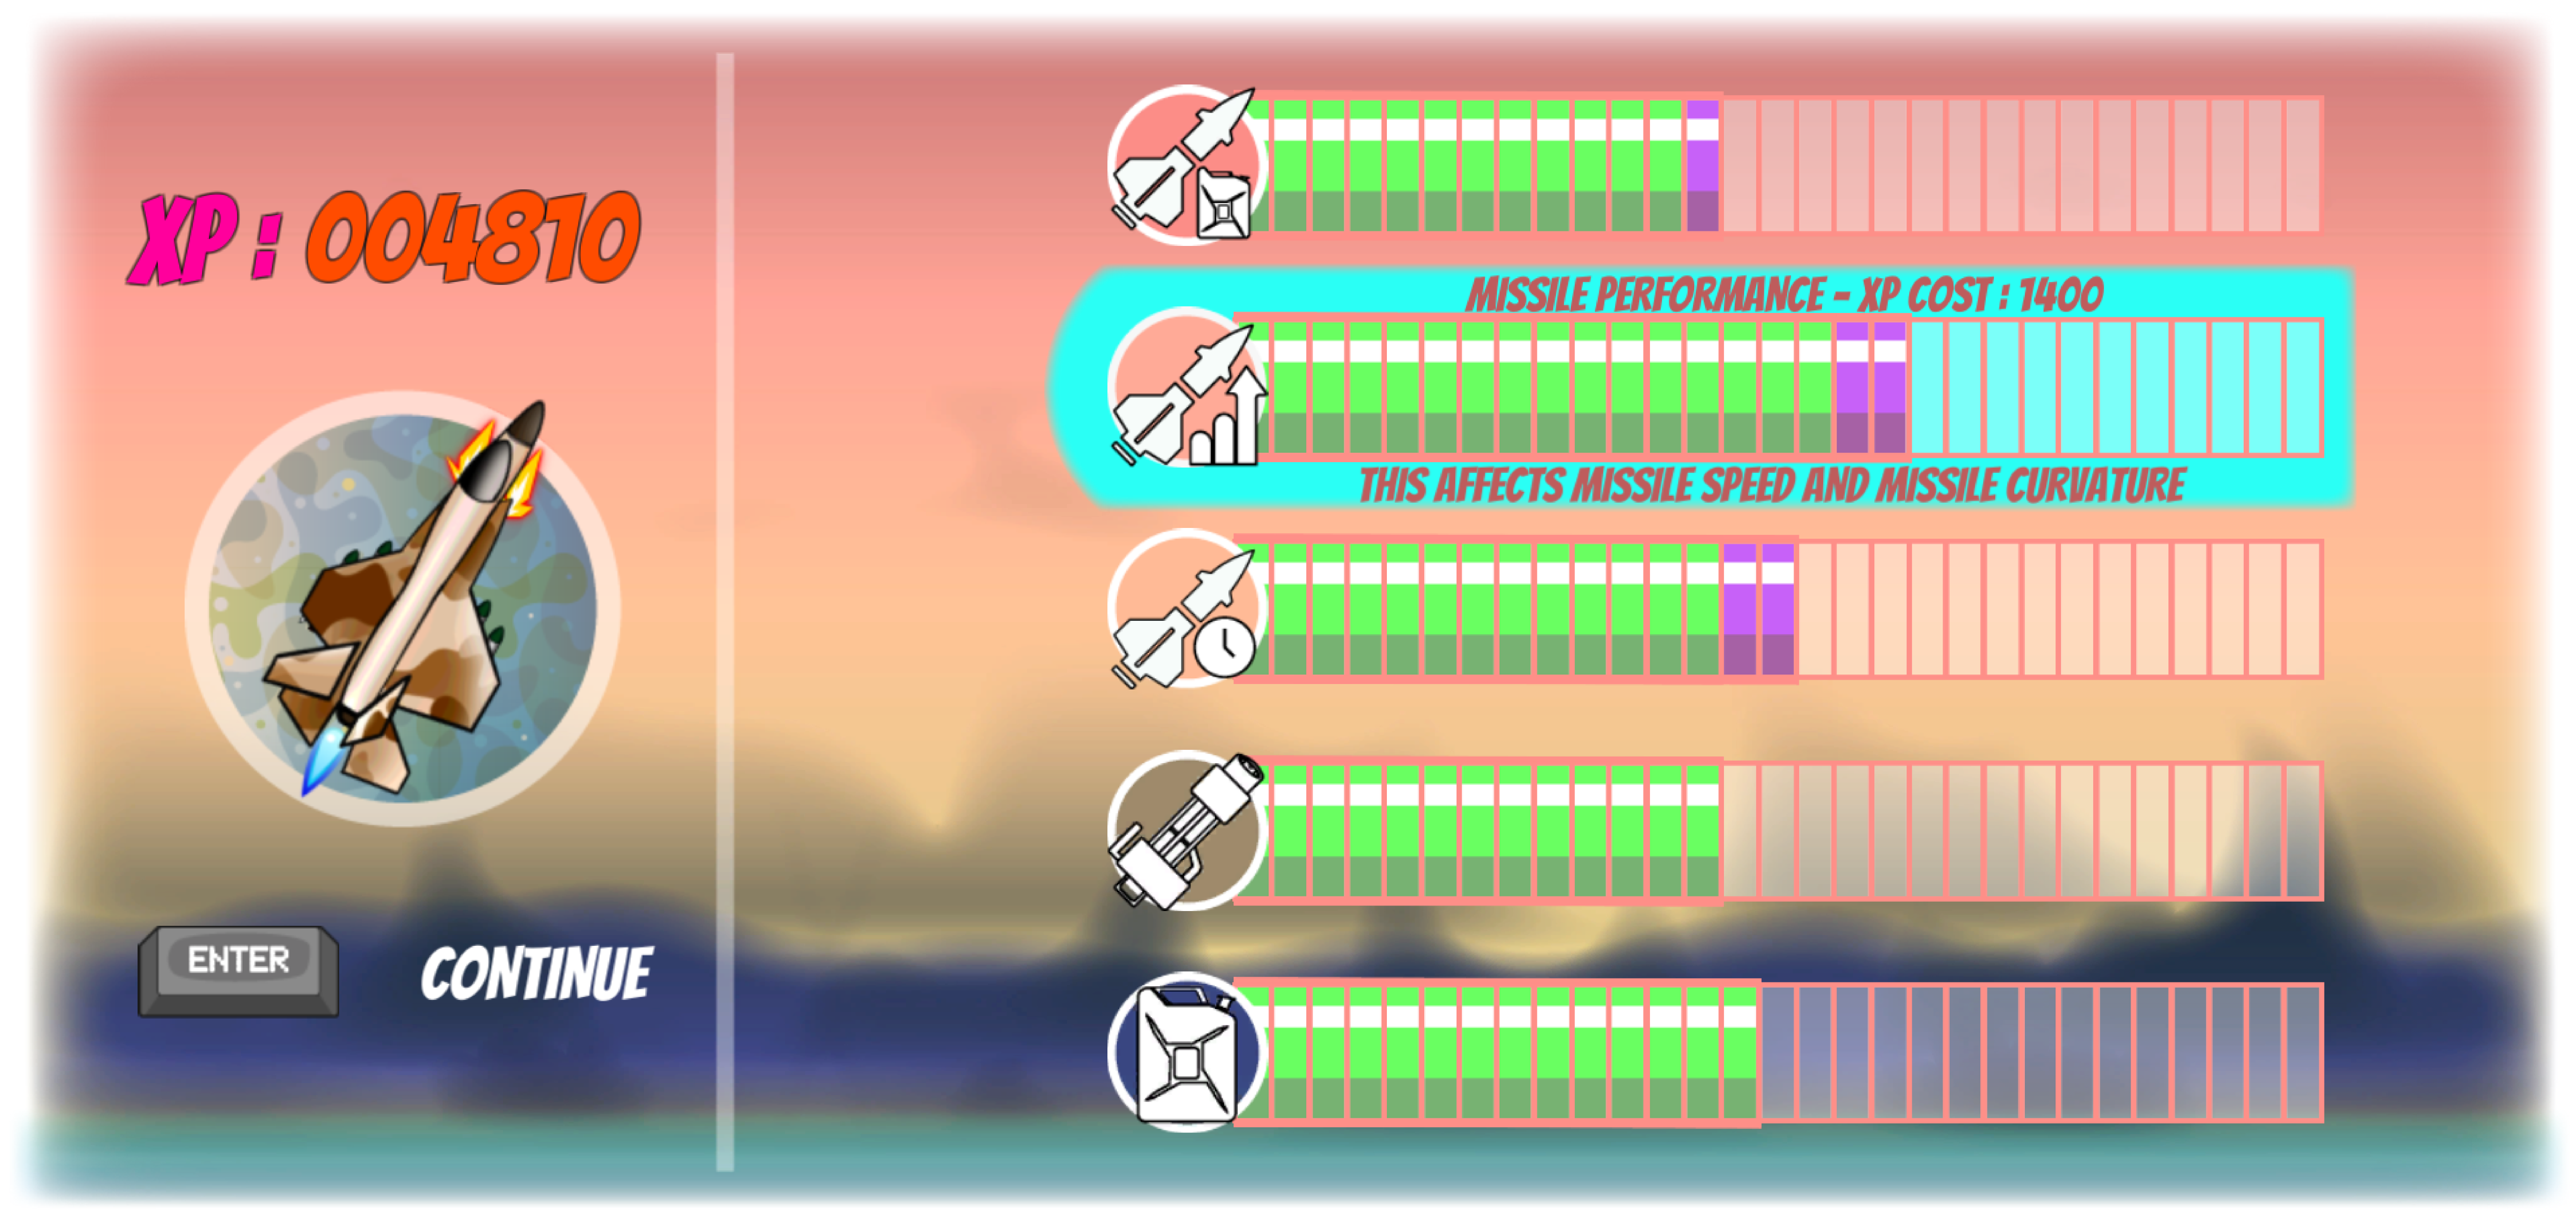 XP : 004810
MISSILE PERFORMANCE - XP COST : 1400
THIS AFFECTS MISSILE SPEED AND MISSILE CURVATURE
ENTER
CONTINUE